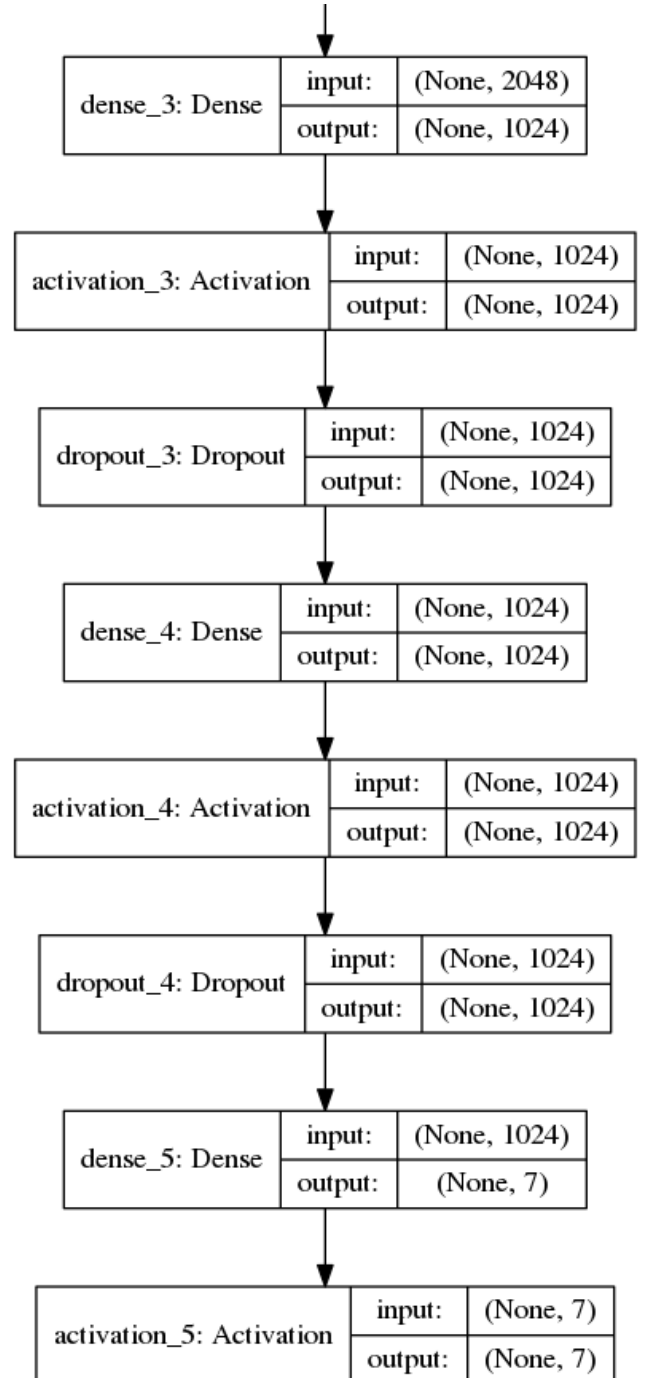 dense_3: Dense
input: (None, 2048)
output: (None, 1024)
activation_3: Activation
input: (None, 1024)
output: (None, 1024)
dropout_3: Dropout
input: (None, 1024)
output: (None, 1024)
dense_4: Dense
input: (None, 1024)
output: (None, 1024)
activation_4: Activation
input: (None, 1024)
output: (None, 1024)
dropout_4: Dropout
input: (None, 1024)
output: (None, 1024)
dense_5: Dense
input: (None, 1024)
output: (None, 7)
activation_5: Activation
input: (None, 7)
output: (None, 7)